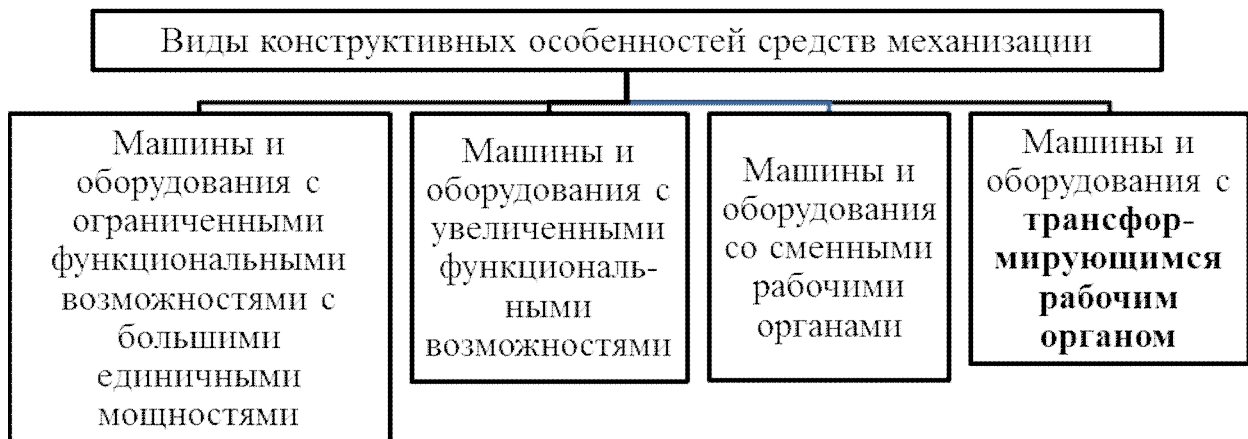 Виды конструктивных особенностей средств механизации
Машины и
оборудования с
ограниченными
функциональными
возможностями с
большими
единичными
мощностями
Машины и
оборудования с
увеличенными
функциональ-
ными
возможностями
Машины и
оборудования
со сменными
рабочими
органами
Машины и
оборудования с
трансфор-
мирующимся
рабочим
органом